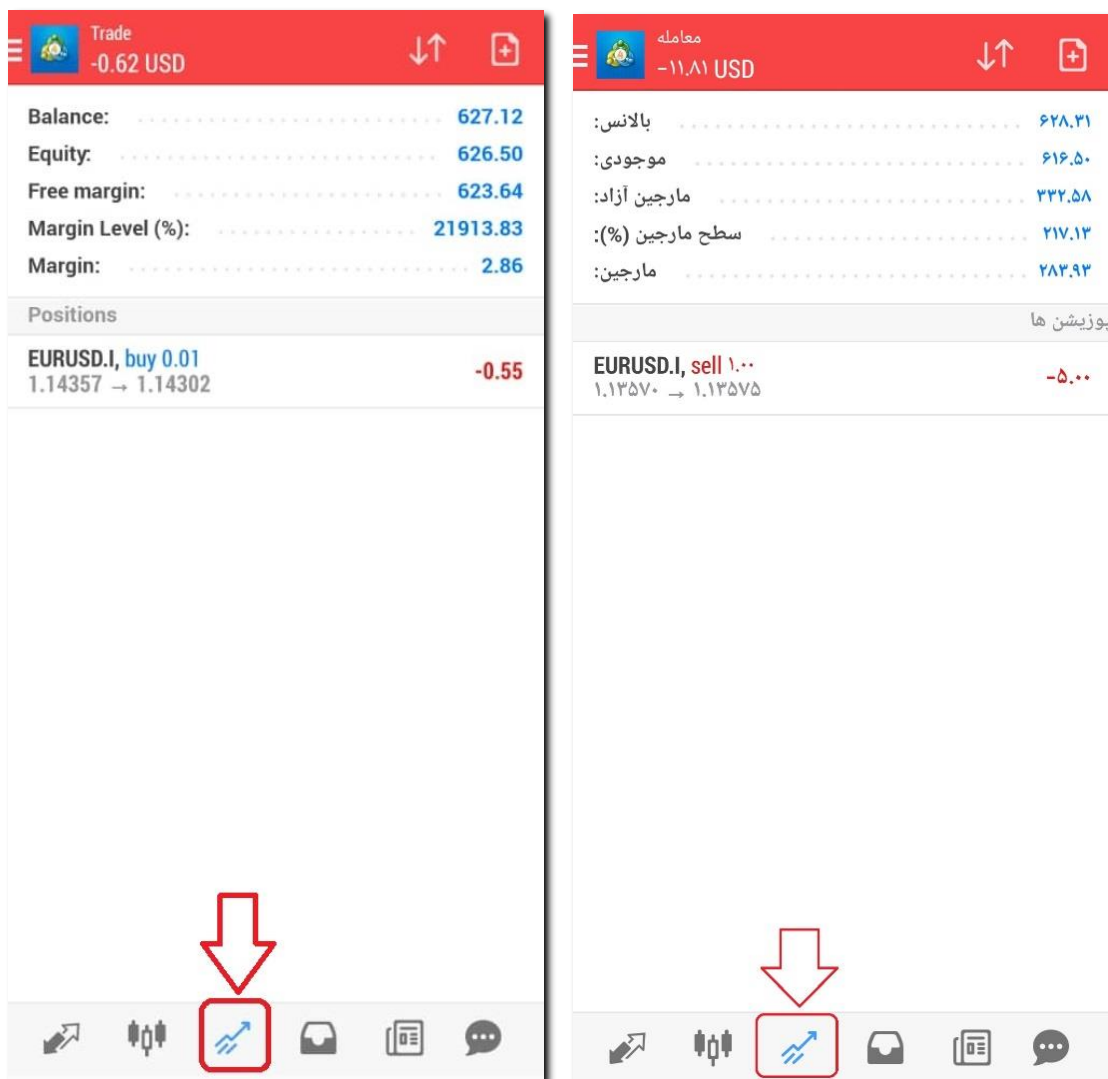 Trade
-0.62 USD
Balance: 627.12
Equity: 626.50
Free margin: 623.64
Margin Level (%): 21913.83
Margin: 2.86
Positions
EURUSD.I, buy 0.01
1.14357 → 1.14302
-0.55
معامله
-۱۱.۸۱ USD
بالانس: ۶۲۸.۳۱
موجودی: ۶۱۶.۵۰
مارجین آزاد: ۳۳۲.۵۸
سطح مارجین (%): ۲۱۷.۱۳
مارجین: ۲۸۳.۹۳
پوزیشن ها
EURUSD.I, sell ۱.۰۰
۱.۱۳۵۷۰ → ۱.۱۳۵۷۵
-۵.۰۰